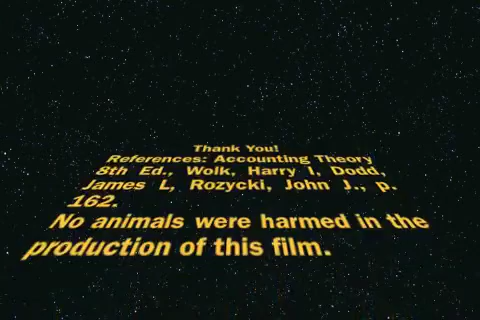 Thank You!
References: Accounting Theory
8th Ed., Wolk, Harry I, Dodd,
James L, Rozycki, John J., p.
162.
No animals were harmed in the
production of this film.